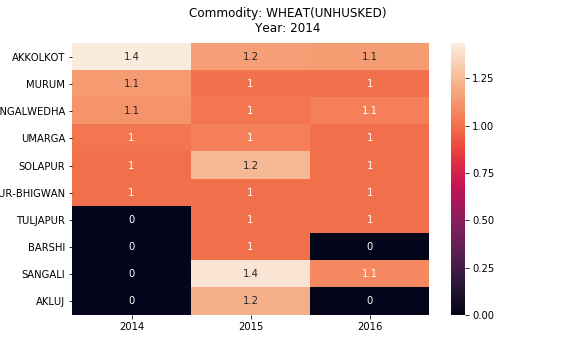 Commodity: WHEAT(UNHUSKED)
Year: 2014
AKKOLKOT 1.4 1.2 1.1
MURUM 1.1 1 1
NGALWEDHA 1.1 1 1.1
UMARGA 1 1 1
SOLAPUR 1 1.2 1
UR-BHIGWAN 1 1 1
TULJAPUR 0 1 1
BARSHI 0 1 0
SANGALI 0 1.4 1.1
AKLUJ 0 1.2 0
2014 2015 2016
1.25
1.00
0.75
0.50
0.25
0.00